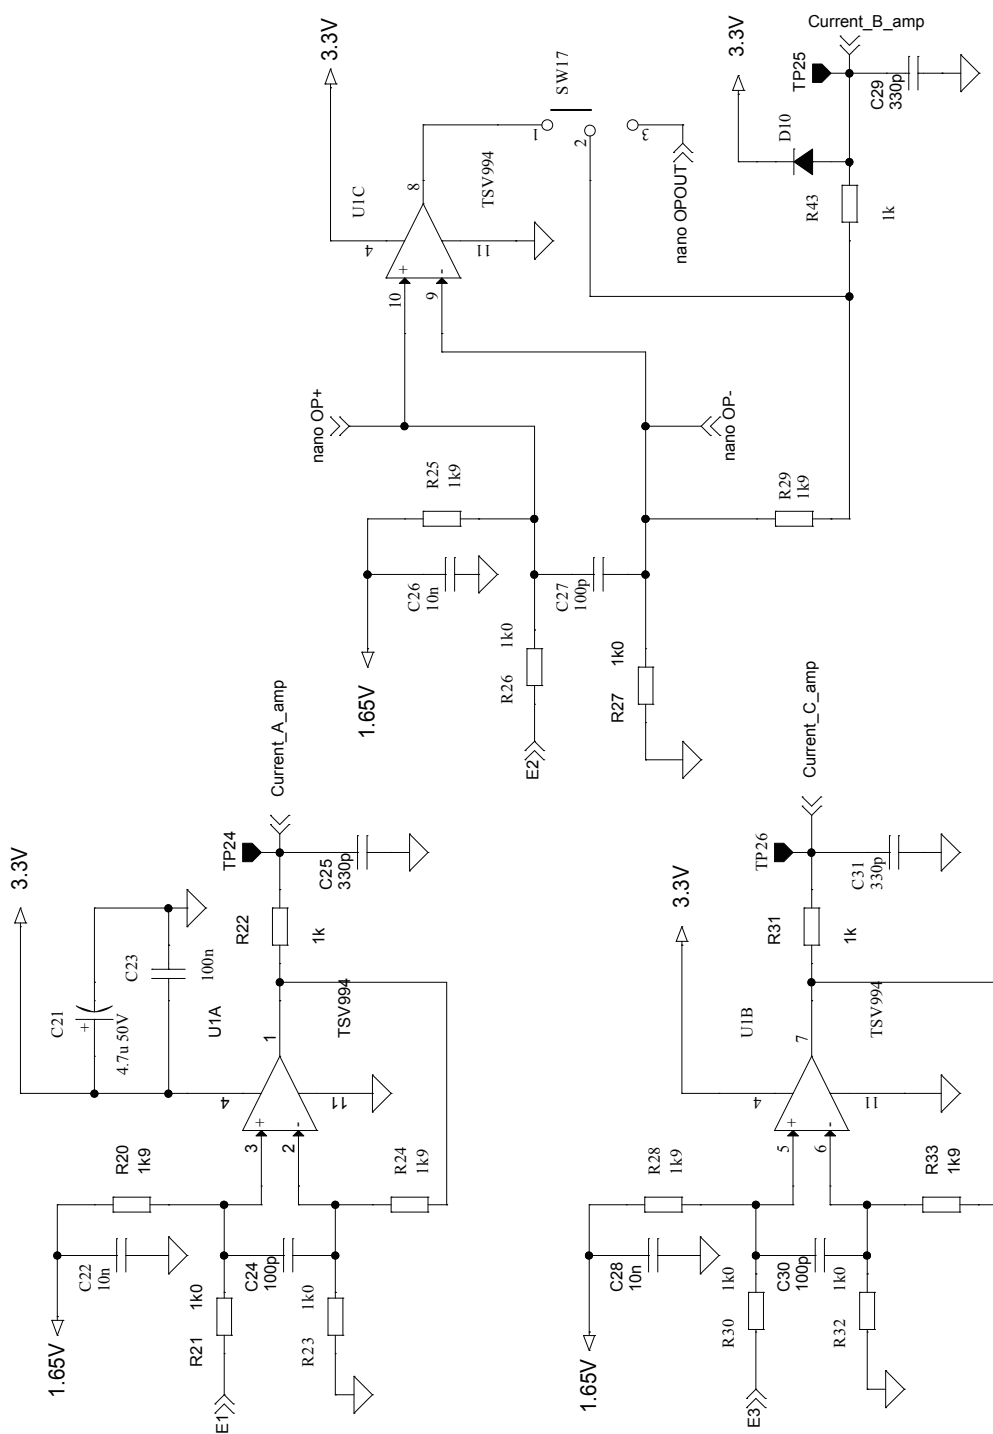 3.3V
C21
4.7u 50V
+
C23
100n
U1A
4
3
+
2
-
1
11
TSV994
R20
1k9
1.65V
C22
10n
E1
R21
1k0
C24
100p
R23
1k0
R24
1k9
R22
1k
TP24
Current_A_amp
C25
330p
3.3V
U1C
4
10
+
9
-
8
11
TSV994
SW17
1
2
3
nano OPOUT
nano OP+
nano OP-
R25
1k9
1.65V
C26
10n
E2
R26
1k0
C27
100p
R27
1k0
R29
1k9
3.3V
D10
R43
1k
TP25
Current_B_amp
C29
330p
3.3V
U1B
4
5
+
6
-
7
11
TSV994
R28
1k9
1.65V
C28
10n
E3
R30
1k0
C30
100p
R32
1k0
R33
1k9
R31
1k
TP26
Current_C_amp
C31
330p